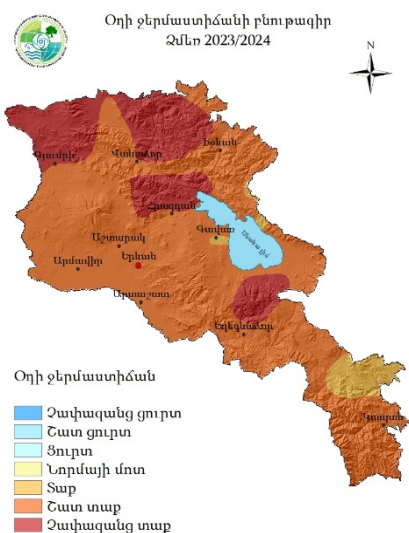 Օդի ջերմաստիճանի բնութագիր
Ձմեռ 2023/2024
N
Գյումրի
Վանաձոր
Իջևան
Հրազդան
Գավառ
Սևանա լիճ
Աշտարակ
Արմավիր
Երևան
Արտաշատ
Եղեգնաձոր
Կապան
Օդի ջերմաստիճան
Չափազանց ցուրտ
Շատ ցուրտ
Ցուրտ
Նորմայի մոտ
Տաք
Շատ տաք
Չափազանց տաք